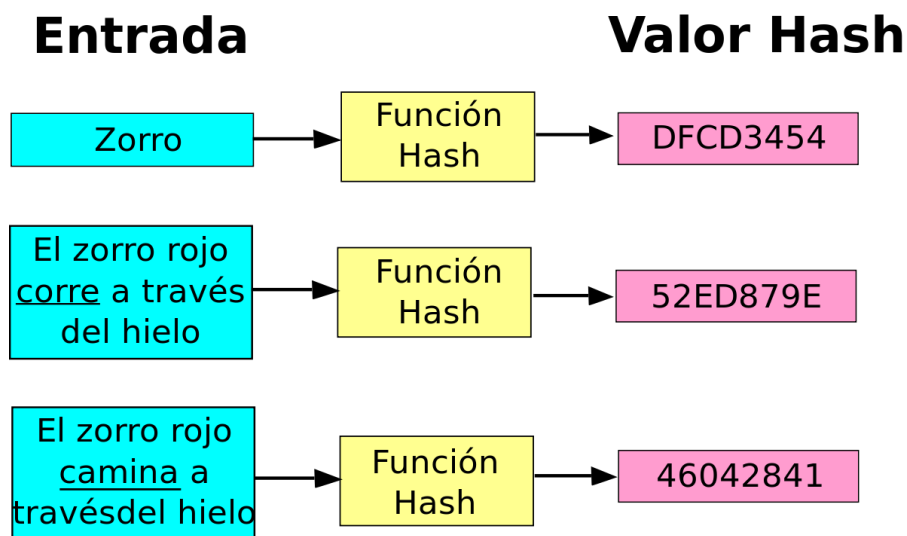 Entrada
Valor Hash
Zorro
Función
Hash
DFCD3454
El zorro rojo
corre a través
del hielo
Función
Hash
52ED879E
El zorro rojo
camina a
travésdel hielo
Función
Hash
46042841